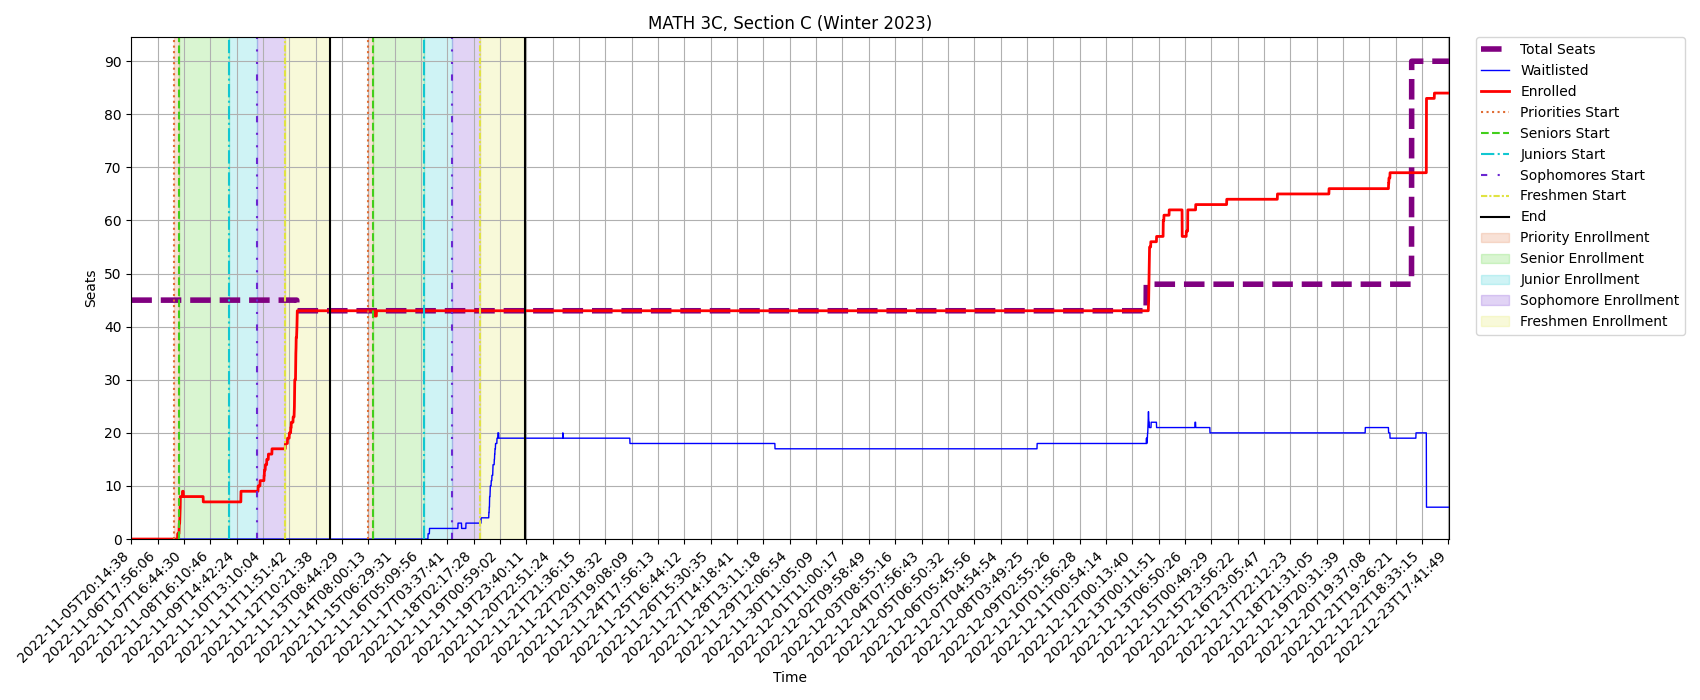 MATH 3C, Section C (Winter 2023)
Seats
90
80
70
60
50
40
30
20
10
0
2022-11-05T20:14:38
2022-11-06T17:56:06
2022-11-07T16:44:30
2022-11-08T16:10:46
2022-11-09T14:42:24
2022-11-10T13:10:04
2022-11-11T11:51:42
2022-11-12T10:21:38
2022-11-13T08:44:29
2022-11-14T08:00:13
2022-11-15T06:29:31
2022-11-16T05:09:56
2022-11-17T03:37:41
2022-11-18T02:17:28
2022-11-19T00:59:02
2022-11-19T23:40:11
2022-11-20T22:51:24
2022-11-21T21:36:15
2022-11-22T20:18:32
2022-11-23T19:08:09
2022-11-24T17:56:13
2022-11-25T16:44:12
2022-11-26T15:30:35
2022-11-27T14:18:41
2022-11-28T13:11:18
2022-11-29T12:06:54
2022-11-30T11:05:09
2022-12-01T11:00:17
2022-12-02T09:58:49
2022-12-03T08:55:16
2022-12-04T07:56:43
2022-12-05T06:50:32
2022-12-06T05:45:56
2022-12-07T04:54:54
2022-12-08T03:49:25
2022-12-09T02:55:26
2022-12-10T01:56:28
2022-12-11T00:54:14
2022-12-12T00:13:40
2022-12-13T00:11:51
2022-12-13T06:50:26
2022-12-15T00:49:29
2022-12-15T23:56:22
2022-12-16T23:05:47
2022-12-17T22:12:23
2022-12-18T21:31:05
2022-12-19T20:31:39
2022-12-20T19:37:08
2022-12-21T19:26:21
2022-12-22T18:33:15
2022-12-23T17:41:49
Time
Total Seats
Waitlisted
Enrolled
Priorities Start
Seniors Start
Juniors Start
Sophomores Start
Freshmen Start
End
Priority Enrollment
Senior Enrollment
Junior Enrollment
Sophomore Enrollment
Freshmen Enrollment